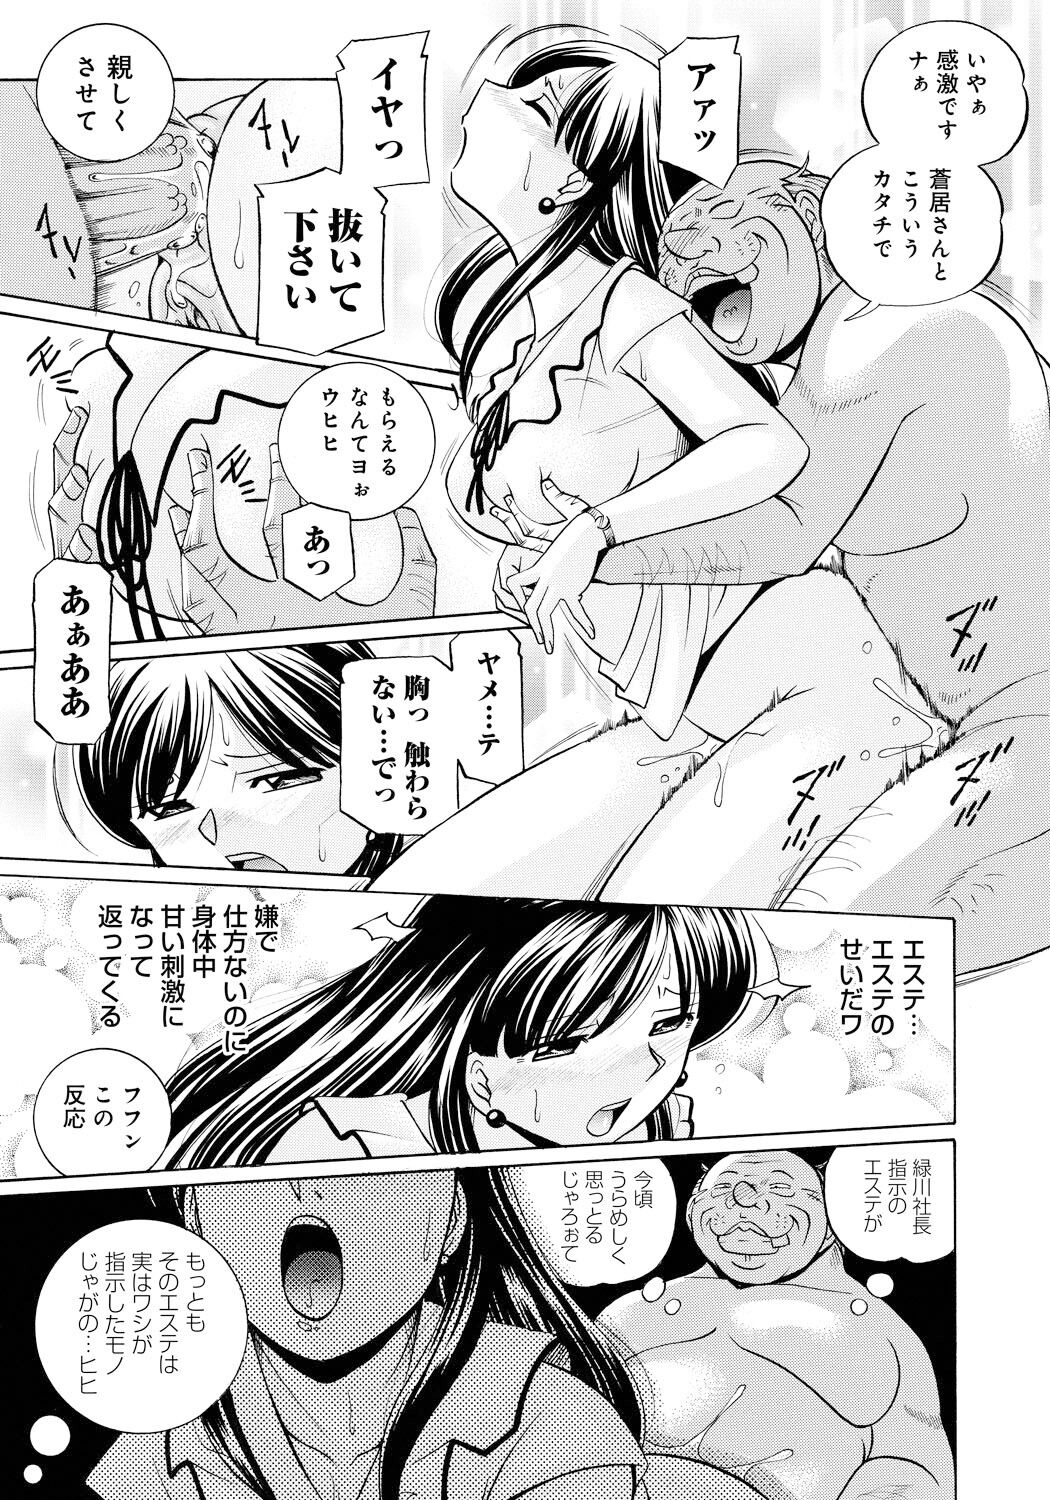 いやぁ
感激です
ナぁ
蒼居さんと
こういう
カタチで
アァッ
イヤっ
抜いて
下さい
親しく
させて
もらえる
なんてヨぉ
ウヒヒ
モミ
モミ
あっ
あぁああ
ヤメ…テ
胸っ 触わら
ない…でっ
エステ…
エステの
せいだワ
嫌で
仕方ないのに
身体中
甘い刺激に
なって
返ってくる
フフン
この
反応
緑川社長
指示の
エステが
今頃
うらめしく
思っとる
じゃろぉて
もっとも
そのエステは
実はワシが
指示したモノ
じゃがの…ヒヒ